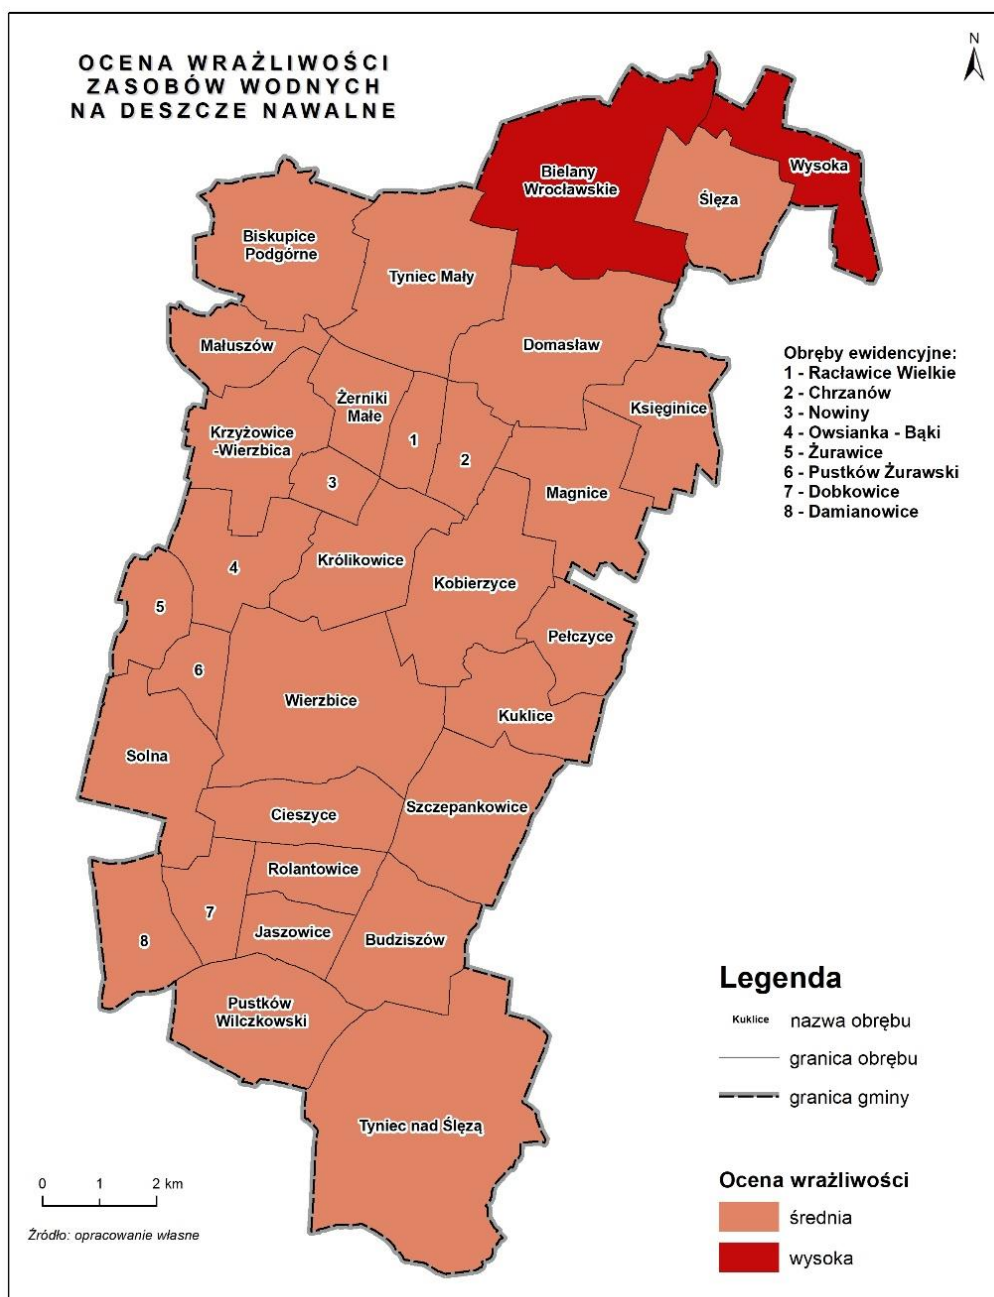 OCENA WRAŻLIWOŚCI
ZASOBÓW WODNYCH
NA DESZCZE NAWALNE
N
Bielany
Wrocławskie
Wysoka
Ślęza
Biskupice
Podgórne
Tyniec Mały
Małuszów
Domasław
Żerniki
Małe
Księginice
Krzyżowice
-Wierzbica
1
2
3
Magnice
Królikowice
4
Kobierzyce
5
Pełczyce
6
Wierzbice
Kuklice
Solna
Szczepankowice
Cieszyce
Rolantowice
7
Jaszowice
Budziszów
8
Pustków
Wilczkowski
Tyniec nad Ślęzą
Obręby ewidencyjne:
1 - Racławice Wielkie
2 - Chrzanów
3 - Nowiny
4 - Owsianka - Bąki
5 - Żurawice
6 - Pustków Żurawski
7 - Dobkowice
8 - Damianowice
Legenda
Kuklice nazwa obrębu
granica obrębu
granica gminy
Ocena wrażliwości
średnia
wysoka
0 1 2 km
Źródło: opracowanie własne